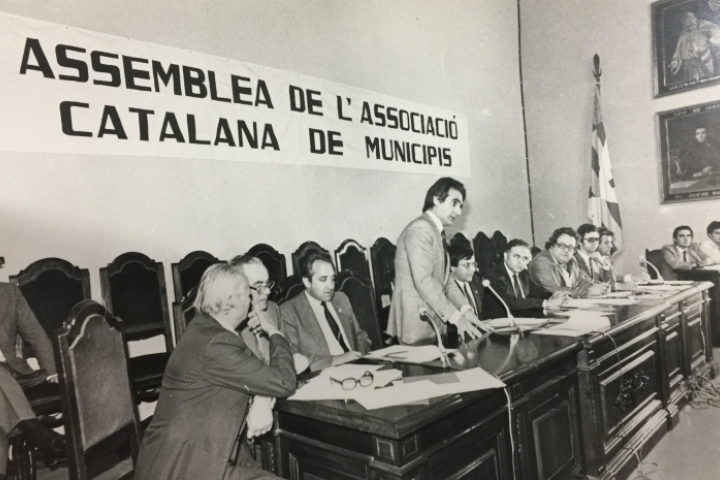 ASSEMBLEA DE L'ASSOCIACIÓ
CATALANA DE MUNICIPIS